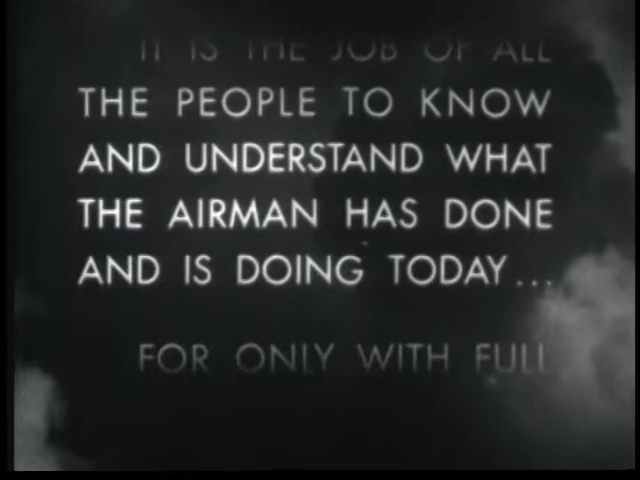 IT IS THE JOB OF ALL
THE PEOPLE TO KNOW
AND UNDERSTAND WHAT
THE AIRMAN HAS DONE
AND IS DOING TODAY...
FOR ONLY WITH FULL